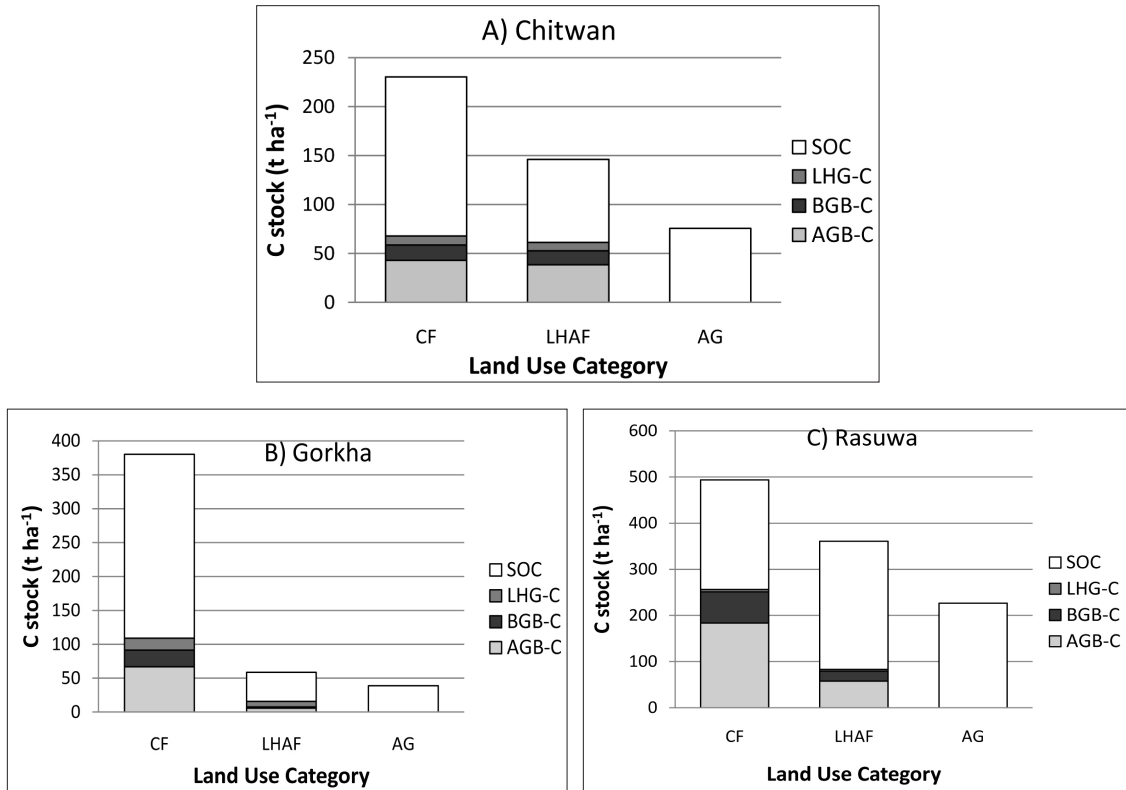 A) Chitwan
C stock (t ha⁻¹)
250
200
150
100
50
0
CF
LHAF
AG
Land Use Category
SOC
LHG-C
BGB-C
AGB-C
B) Gorkha
C stock (t ha⁻¹)
400
350
300
250
200
150
100
50
0
CF
LHAF
AG
Land Use Category
SOC
LHG-C
BGB-C
AGB-C
C) Rasuwa
C stock (t ha⁻¹)
600
500
400
300
200
100
0
CF
LHAF
AG
Land Use Category
SOC
LHG-C
BGB-C
AGB-C